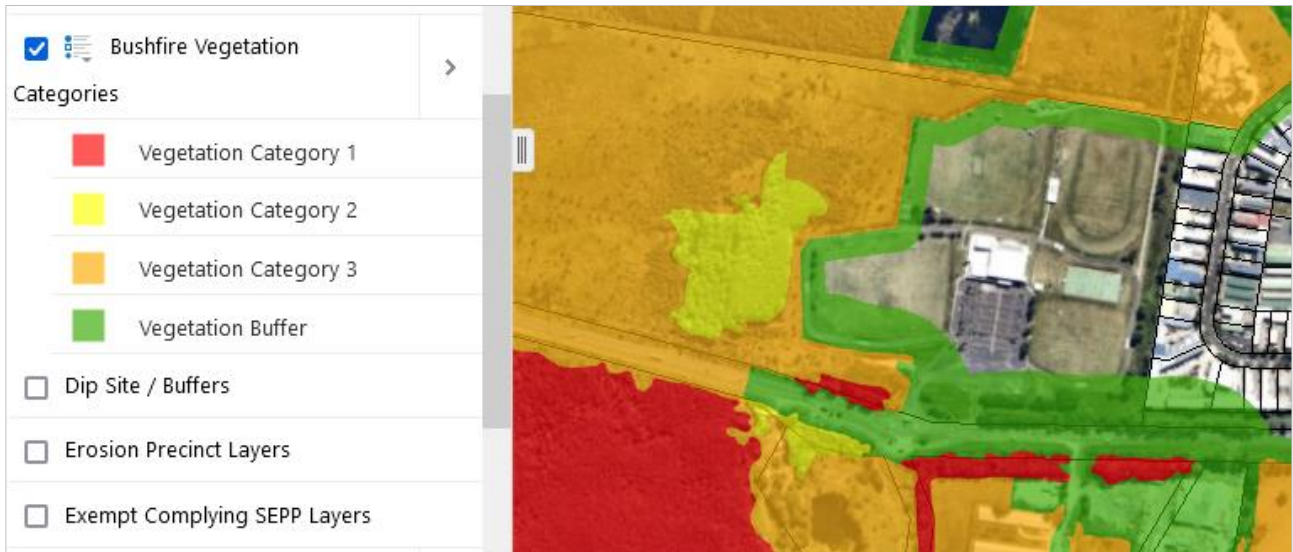 Bushfire Vegetation
Categories
Vegetation Category 1
Vegetation Category 2
Vegetation Category 3
Vegetation Buffer
Dip Site / Buffers
Erosion Precinct Layers
Exempt Complying SEPP Layers